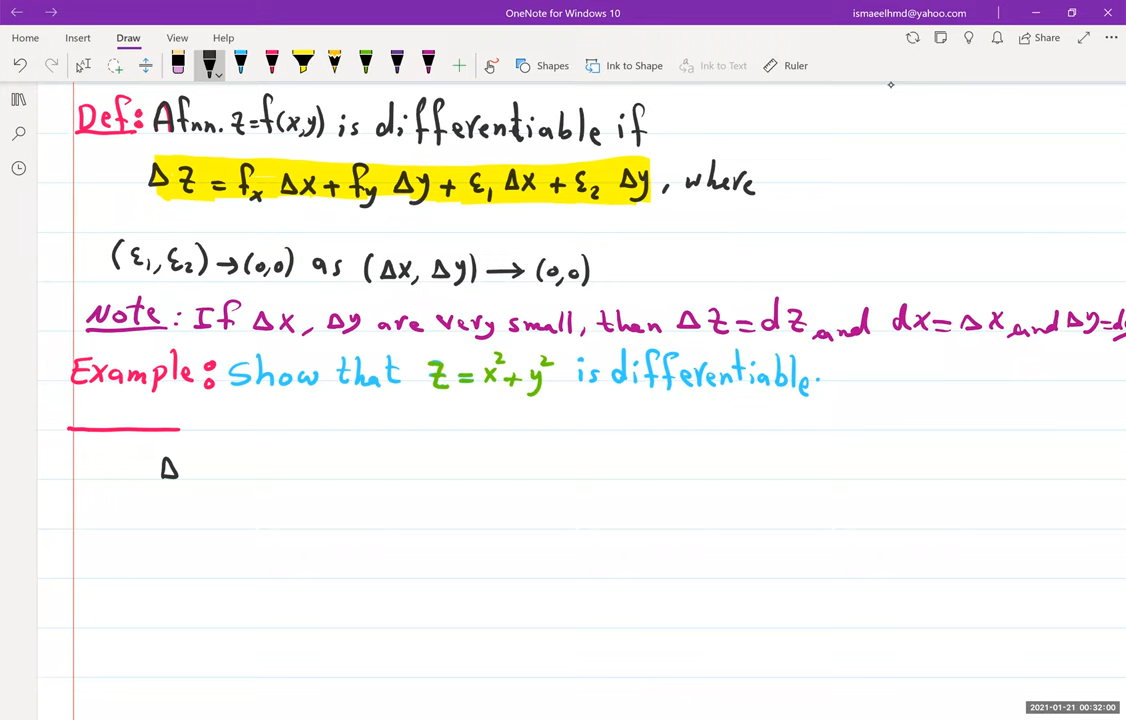 OneNote for Windows 10
ismaeelhmd@yahoo.com
Home Insert Draw View Help
Share
Shapes Ink to Shape Ink to Text Ruler
Def: A fnn. z=f(x,y) is differentiable if
Δz = fx Δx + fy Δy + ε1 Δx + ε2 Δy, where
(ε1, ε2) → (0,0) as (Δx, Δy) → (0,0)
Note: If Δx, Δy are very small, then Δz = dz and dx = Δx and Δy=d
Example: Show that z = x² + y² is differentiable.
Δ
2021-01-21 00:32:00